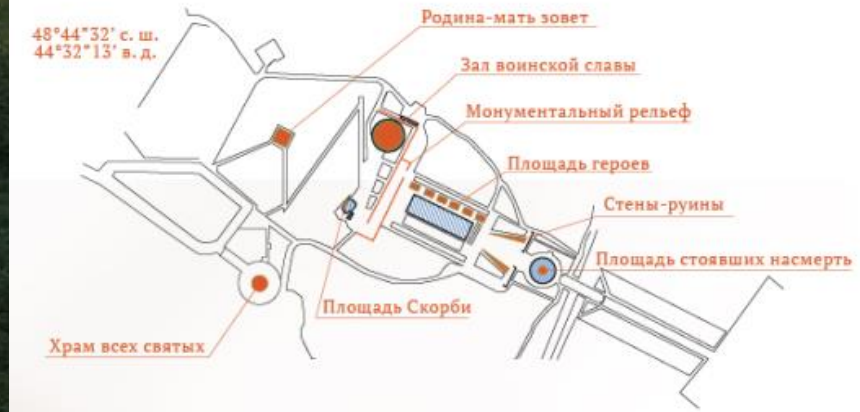 48°44"32' с. ш.
44°32"13' в. д.
Родина-мать зовет
Зал воинской славы
Монументальный рельеф
Площадь героев
Стены-руины
Площадь стоявших насмерть
Площадь Скорби
Храм всех святых